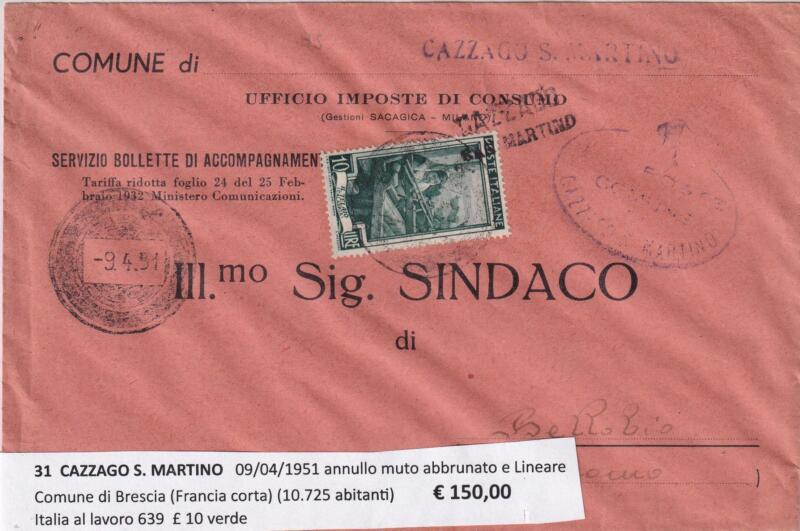 CAZZAGO S. MARTINO
COMUNE di
UFFICIO IMPOSTE DI CONSUMO
(Gestioni SACAGICA - MILANO)
CAZZAGO
SAN MARTINO
SERVIZIO BOLLETTE DI ACCOMPAGNAMEN
Tariffa ridotta foglio 24 del 25 Feb-
braio 1932 Ministero Comunicazioni.
10
LIRE
POSTE ITALIANE
MARTINO
-9.4.51
Ill.mo Sig. SINDACO
di
31 CAZZAGO S. MARTINO 09/04/1951 annullo muto abbrunato e Lineare
Comune di Brescia (Francia corta) (10.725 abitanti) € 150,00
Italia al lavoro 639 £ 10 verde